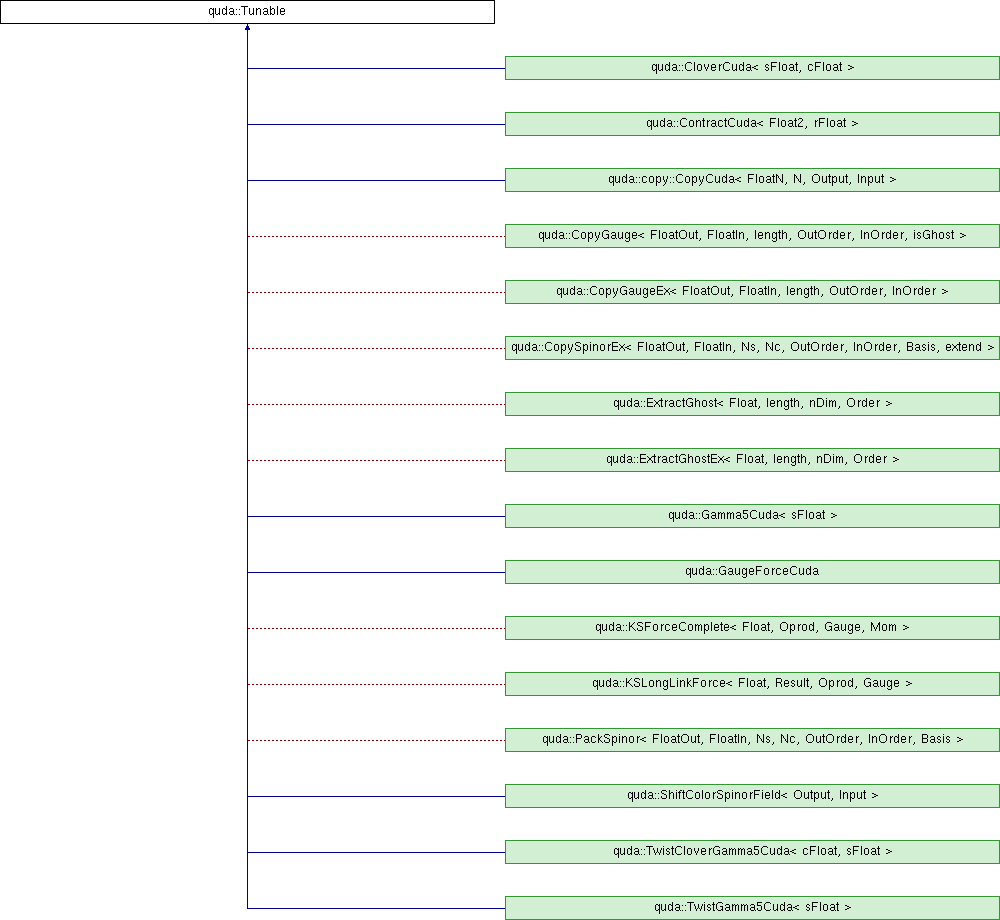 quda::Tunable
quda::CloverCuda< sFloat, cFloat >
quda::ContractCuda< Float2, rFloat >
quda::copy::CopyCuda< FloatN, N, Output, Input >
quda::CopyGauge< FloatOut, FloatIn, length, OutOrder, InOrder, isGhost >
quda::CopyGaugeEx< FloatOut, FloatIn, length, OutOrder, InOrder >
quda::CopySpinorEx< FloatOut, FloatIn, Ns, Nc, OutOrder, InOrder, Basis, extend >
quda::ExtractGhost< Float, length, nDim, Order >
quda::ExtractGhostEx< Float, length, nDim, Order >
quda::Gamma5Cuda< sFloat >
quda::GaugeForceCuda
quda::KSForceComplete< Float, Oprod, Gauge, Mom >
quda::KSLongLinkForce< Float, Result, Oprod, Gauge >
quda::PackSpinor< FloatOut, FloatIn, Ns, Nc, OutOrder, InOrder, Basis >
quda::ShiftColorSpinorField< Output, Input >
quda::TwistCloverGamma5Cuda< cFloat, sFloat >
quda::TwistGamma5Cuda< sFloat >